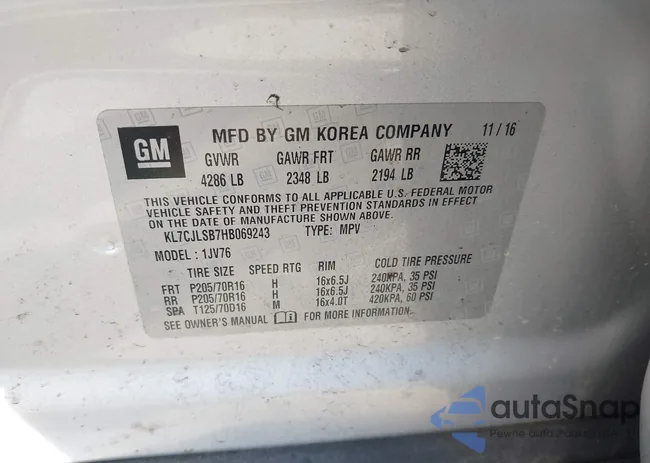 GM
MFD BY GM KOREA COMPANY 11/16
GVWR GAWR FRT GAWR RR
4286 LB 2348 LB 2194 LB
THIS VEHICLE CONFORMS TO ALL APPLICABLE U.S. FEDERAL MOTOR
VEHICLE SAFETY AND THEFT PREVENTION STANDARDS IN EFFECT
ON THE DATE OF MANUFACTURE SHOWN ABOVE.
KL7CJLSB7HB069243 TYPE: MPV
MODEL: 1JV76
TIRE SIZE SPEED RTG RIM COLD TIRE PRESSURE
FRT P205/70R16 H 16x6.5J 240KPA, 35 PSI
RR P205/70R16 H 16x6.5J 240KPA, 35 PSI
SPA T125/70D16 M 16x4.0T 420KPA, 60 PSI
SEE OWNER'S MANUAL FOR MORE INFORMATION.
autaSnap
Pewne auto z ubezpieczalni